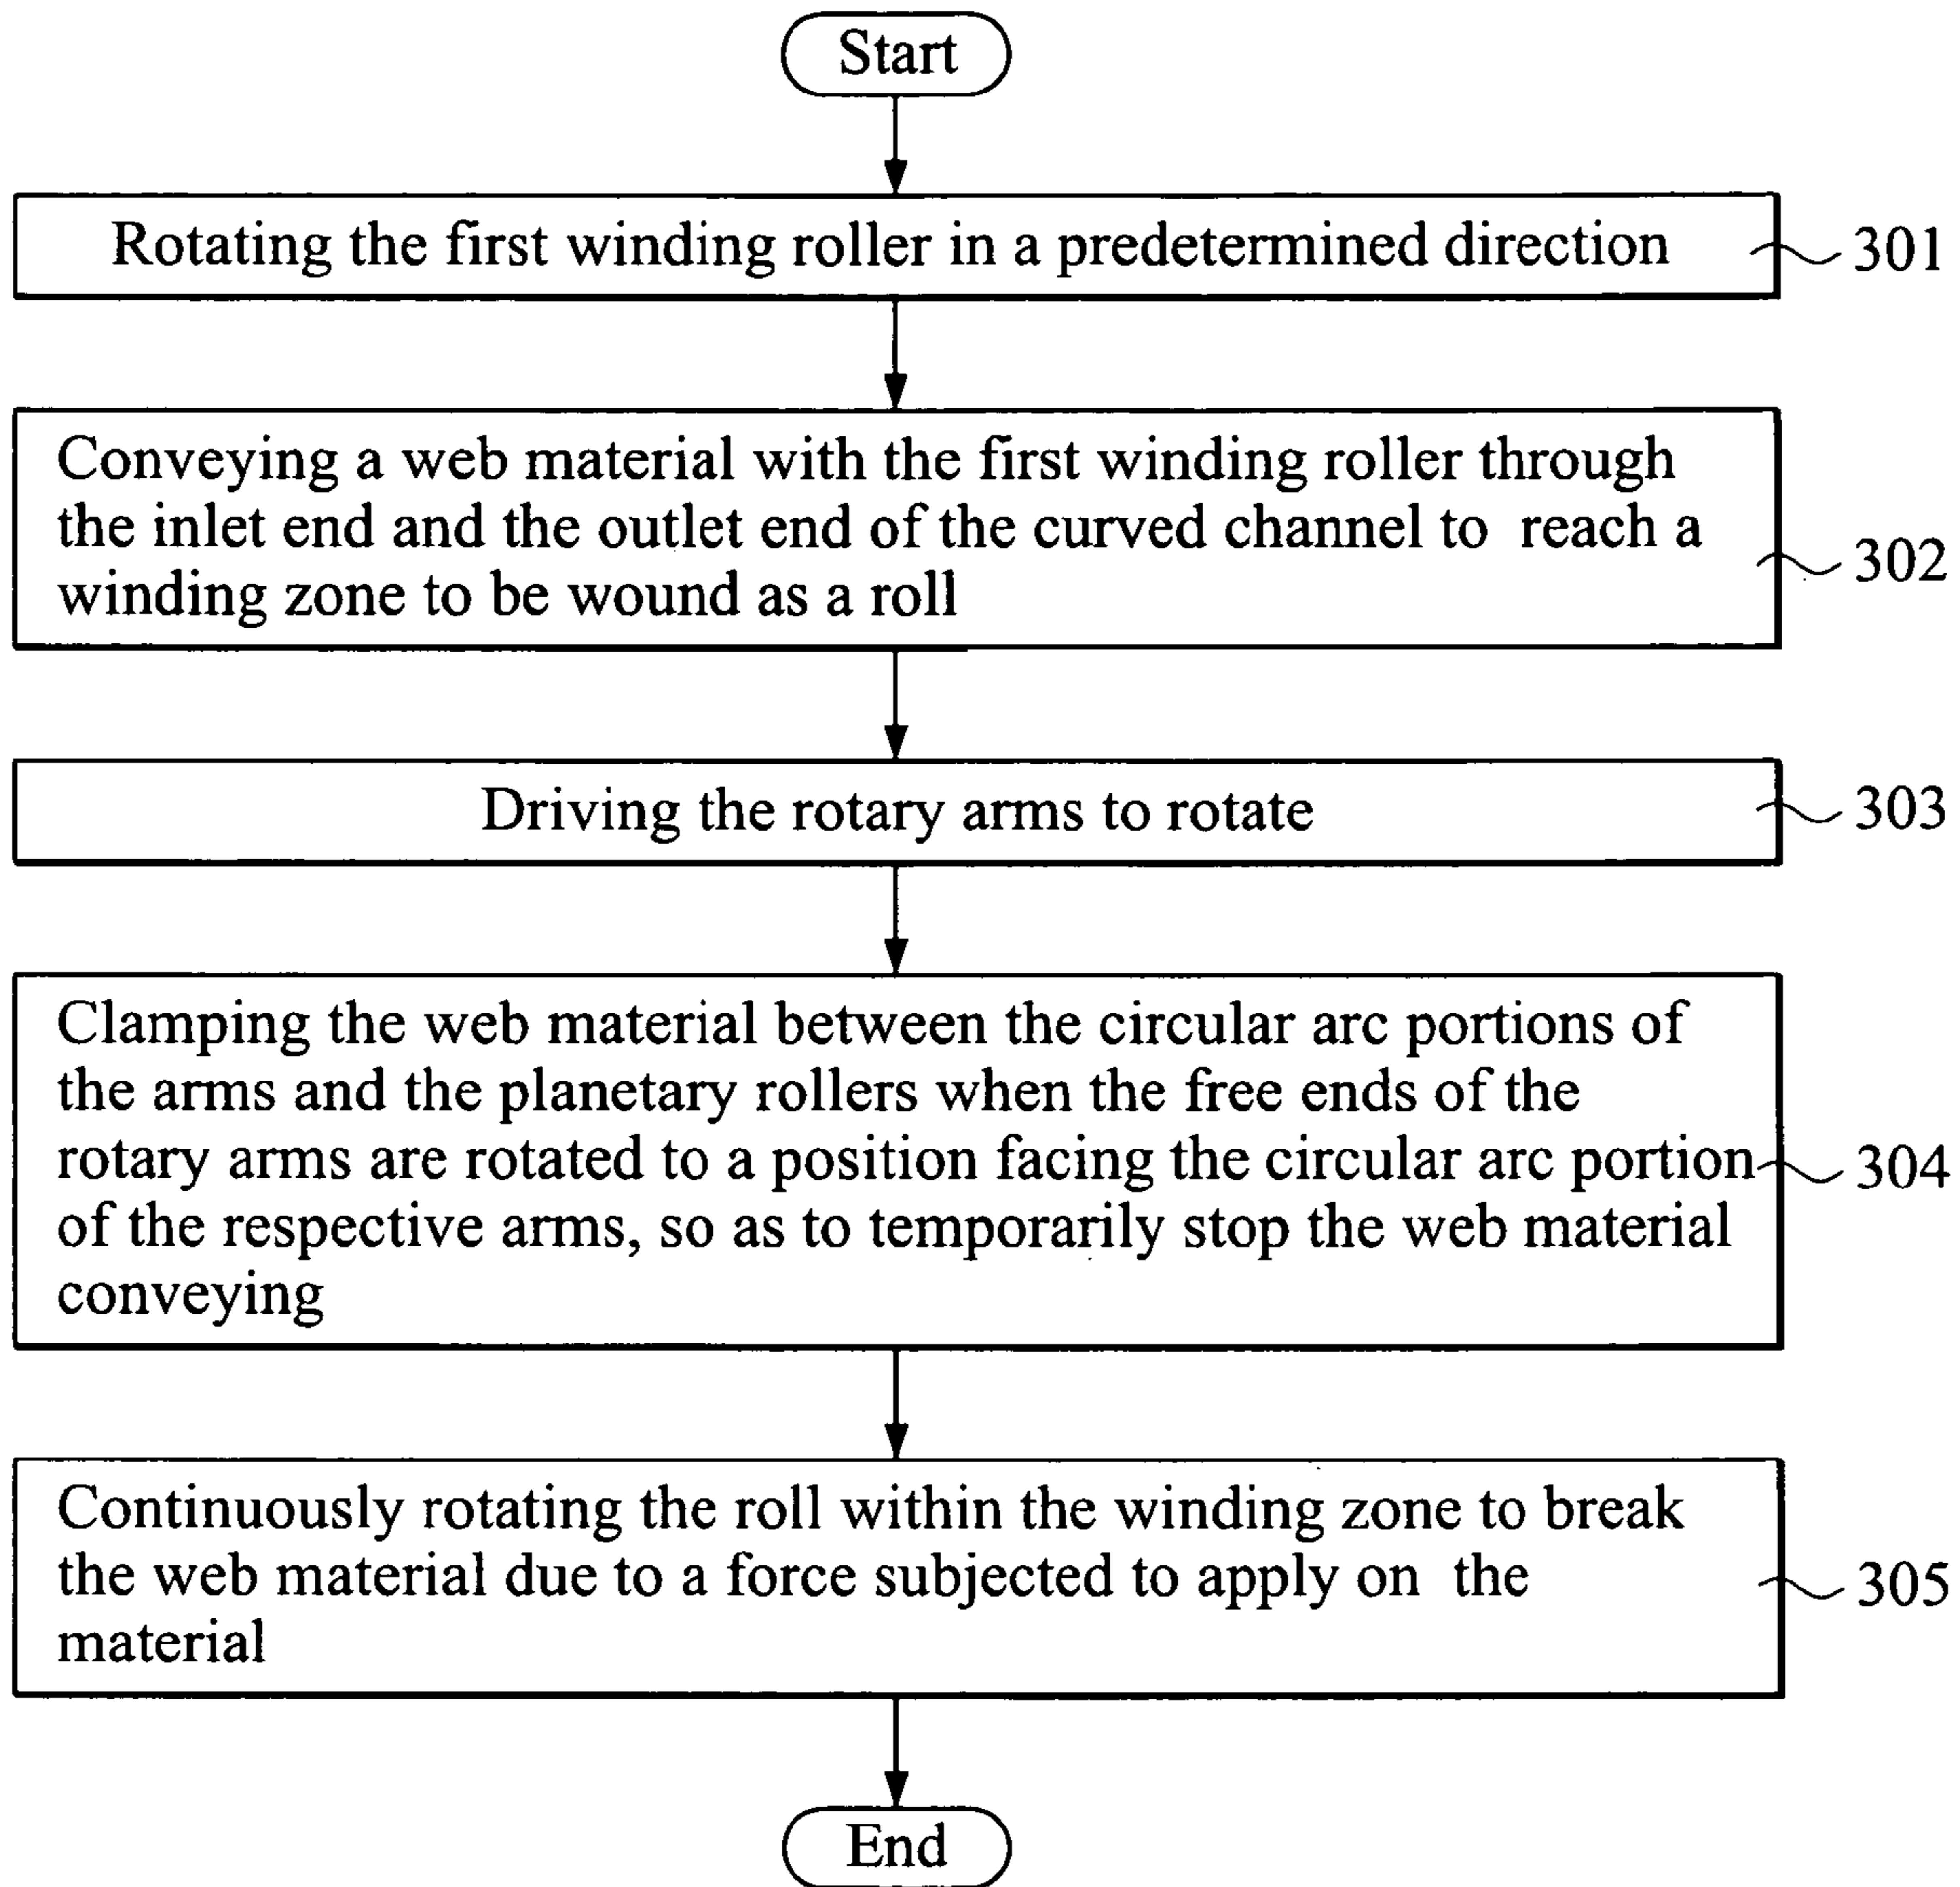 Start
Rotating the first winding roller in a predetermined direction
301
Conveying a web material with the first winding roller through
the inlet end and the outlet end of the curved channel to reach a
winding zone to be wound as a roll
302
Driving the rotary arms to rotate
303
Clamping the web material between the circular arc portions of
the arms and the planetary rollers when the free ends of the
rotary arms are rotated to a position facing the circular arc portion
of the respective arms, so as to temporarily stop the web material
conveying
304
Continuously rotating the roll within the winding zone to break
the web material due to a force subjected to apply on the
material
305
End